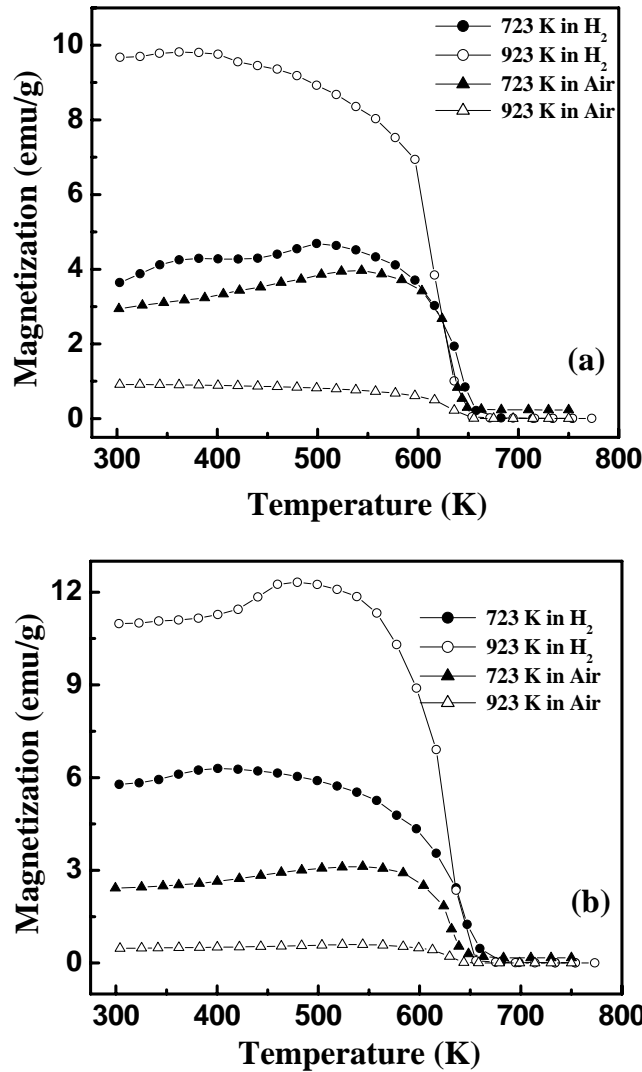 10
8
6
4
2
0
Magnetization (emu/g)
723 K in H₂
923 K in H₂
723 K in Air
923 K in Air
(a)
300 400 500 600 700 800
Temperature (K)
12
9
6
3
0
Magnetization (emu/g)
723 K in H₂
923 K in H₂
723 K in Air
923 K in Air
(b)
300 400 500 600 700 800
Temperature (K)